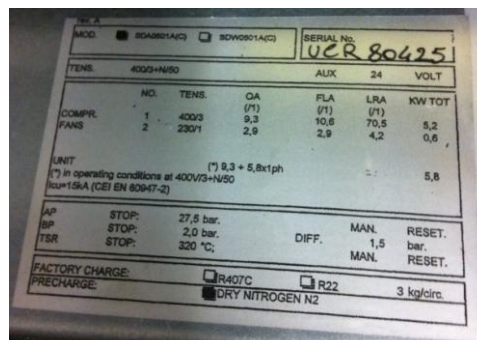 rev. A
MOD. SDA0601A(C) SDW0601A(C)
SERIAL No.
UCR 80425
TENS. 400/3+N/50 AUX 24 VOLT
NO. TENS. OA FLA LRA KW TOT
(/1) (/1) (/1)
COMPR. 1 400/3 9,3 10,6 70,5 5,2
FANS 2 230/1 2,9 2,9 4,2 0,6
UNIT (*) 9,3 + 5,8x1ph 5,8
(*) in operating conditions at 400V/3+N/50
Icu=15kA (CEI EN 60947-2)
AP STOP: 27,5 bar. MAN. RESET.
BP STOP: 2,0 bar. DIFF. 1,5 bar.
TSR STOP: 320 °C; MAN. RESET.
FACTORY CHARGE: R407C R22 3 kg/circ.
PRECHARGE: DRY NITROGEN N2